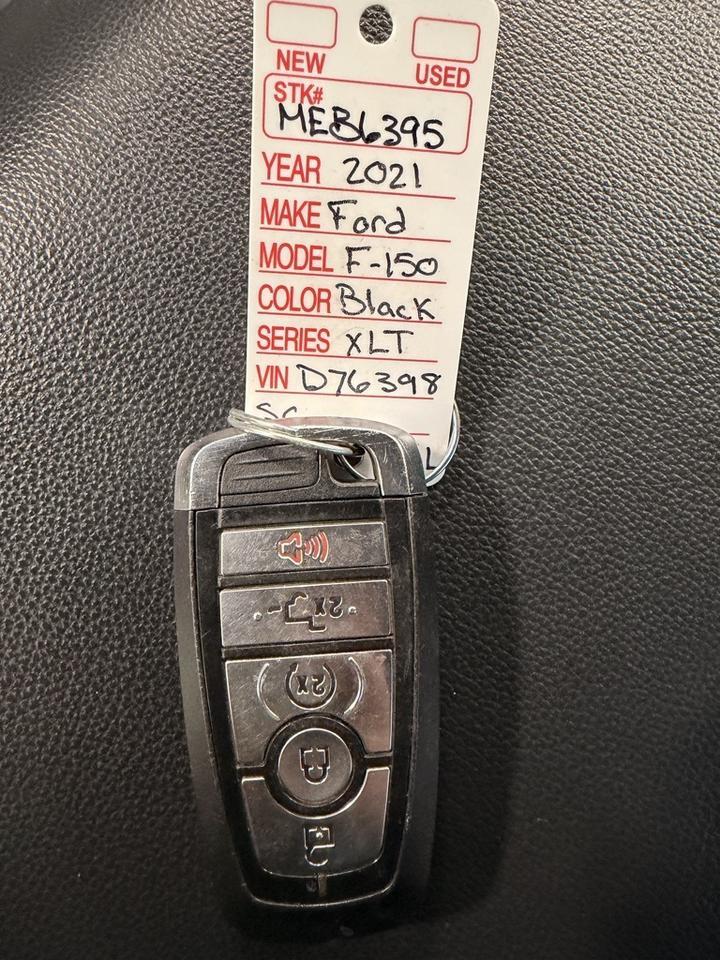 NEW USED
STK#
MEB6395
YEAR 2021
MAKE Ford
MODEL F-150
COLOR Black
SERIES XLT
VIN D76398
L
2x
2x